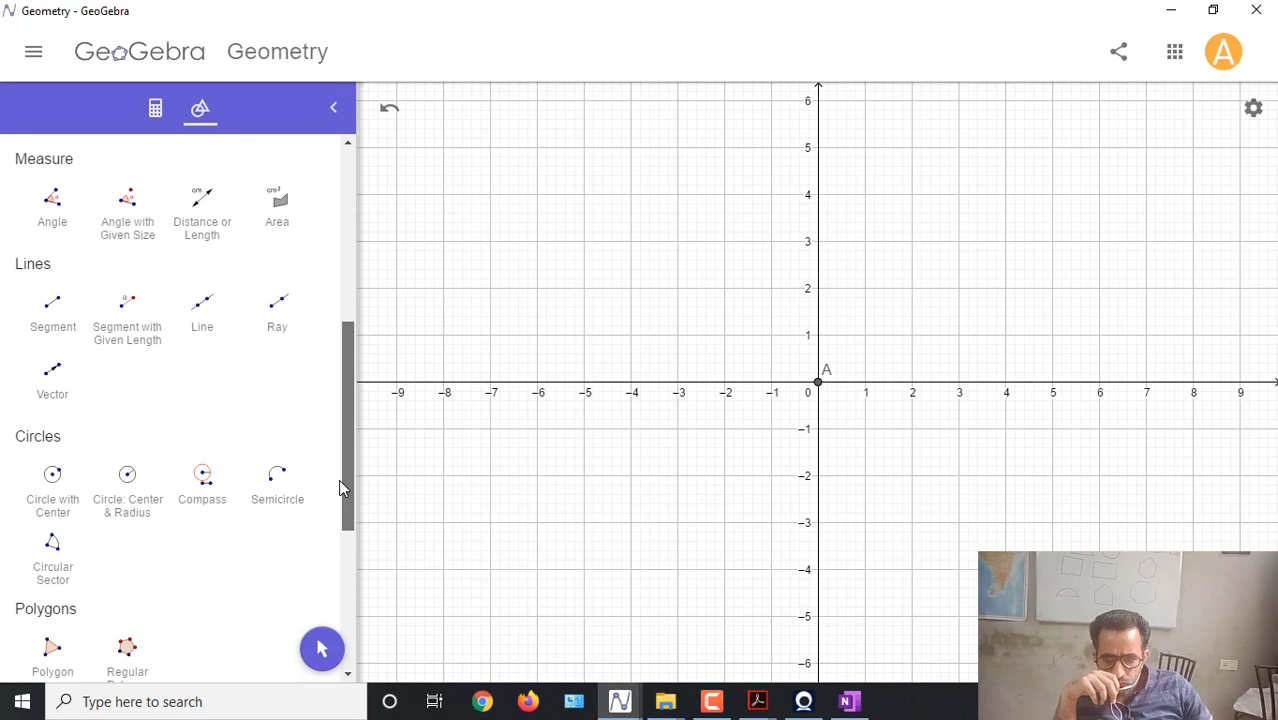 Geometry - GeoGebra
GeoGebra Geometry
A
Measure
cm cm²
α α
Angle Angle with Given Size Distance or Length Area
Lines
a
Segment Segment with Given Length Line Ray
Vector
Circles
Circle with Center Circle: Center & Radius Compass Semicircle
Circular Sector
Polygons
Polygon Regular
6
5
4
3
2
1
A
–9 –8 –7 –6 –5 –4 –3 –2 –1 0 1 2 3 4 5 6 7 8 9
–1
–2
–3
–4
–5
–6
Type here to search